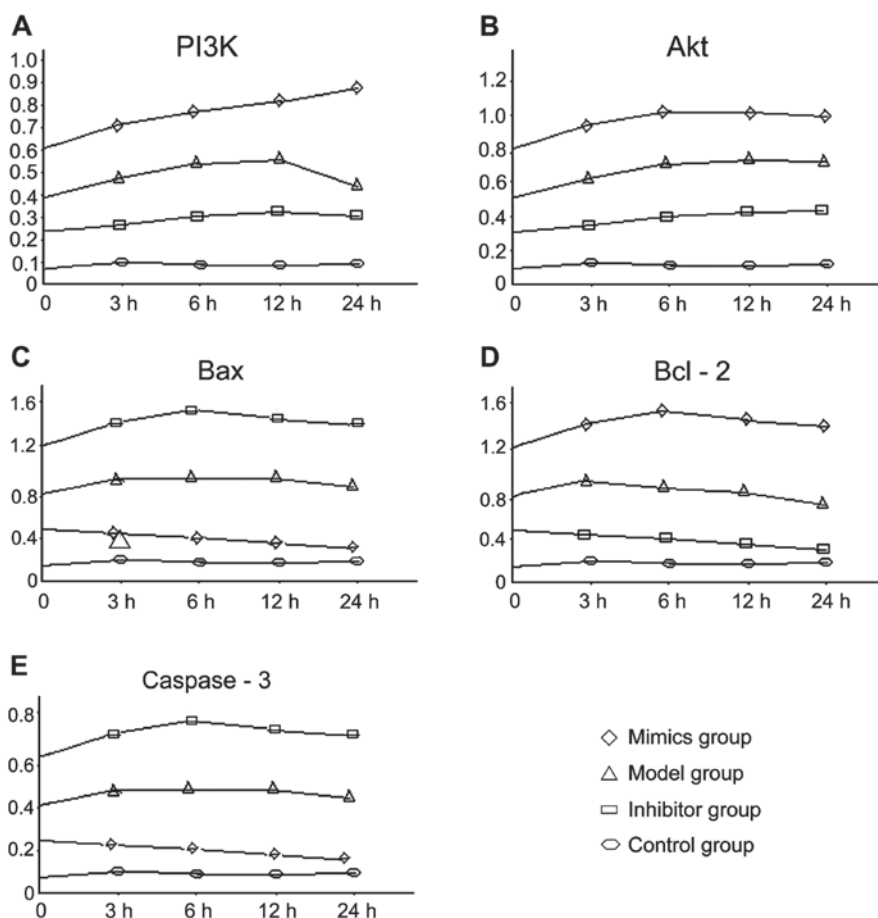 A
PI3K
1.0
0.9
0.8
0.7
0.6
0.5
0.4
0.3
0.2
0.1
0
0 3 h 6 h 12 h 24 h
B
Akt
1.2
1.0
0.8
0.6
0.4
0.2
0
0 3 h 6 h 12 h 24 h
C
Bax
1.6
1.2
0.8
0.4
0
0 3 h 6 h 12 h 24 h
D
Bcl - 2
1.6
1.2
0.8
0.4
0
0 3 h 6 h 12 h 24 h
E
Caspase - 3
0.8
0.6
0.4
0.2
0
0 3 h 6 h 12 h 24 h
Mimics group
Model group
Inhibitor group
Control group